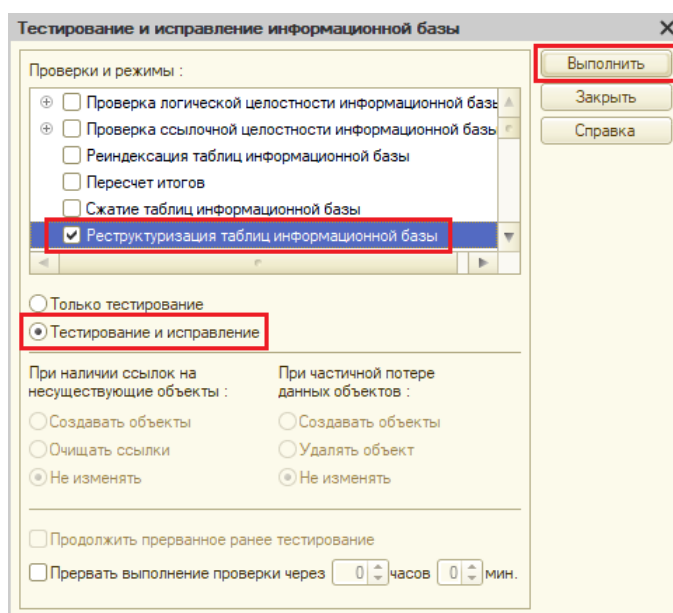 Тестирование и исправление информационной базы
Проверки и режимы :
Проверка логической целостности информационной базы
Проверка ссылочной целостности информационной базы
Реиндексация таблиц информационной базы
Пересчет итогов
Сжатие таблиц информационной базы
Реструктуризация таблиц информационной базы
Только тестирование
Тестирование и исправление
При наличии ссылок на
несуществующие объекты :
Создавать объекты
Очищать ссылки
Не изменять
При частичной потере
данных объектов :
Создавать объекты
Удалять объект
Не изменять
Продолжить прерванное ранее тестирование
Прервать выполнение проверки через 0 часов 0 мин.
Выполнить
Закрыть
Справка